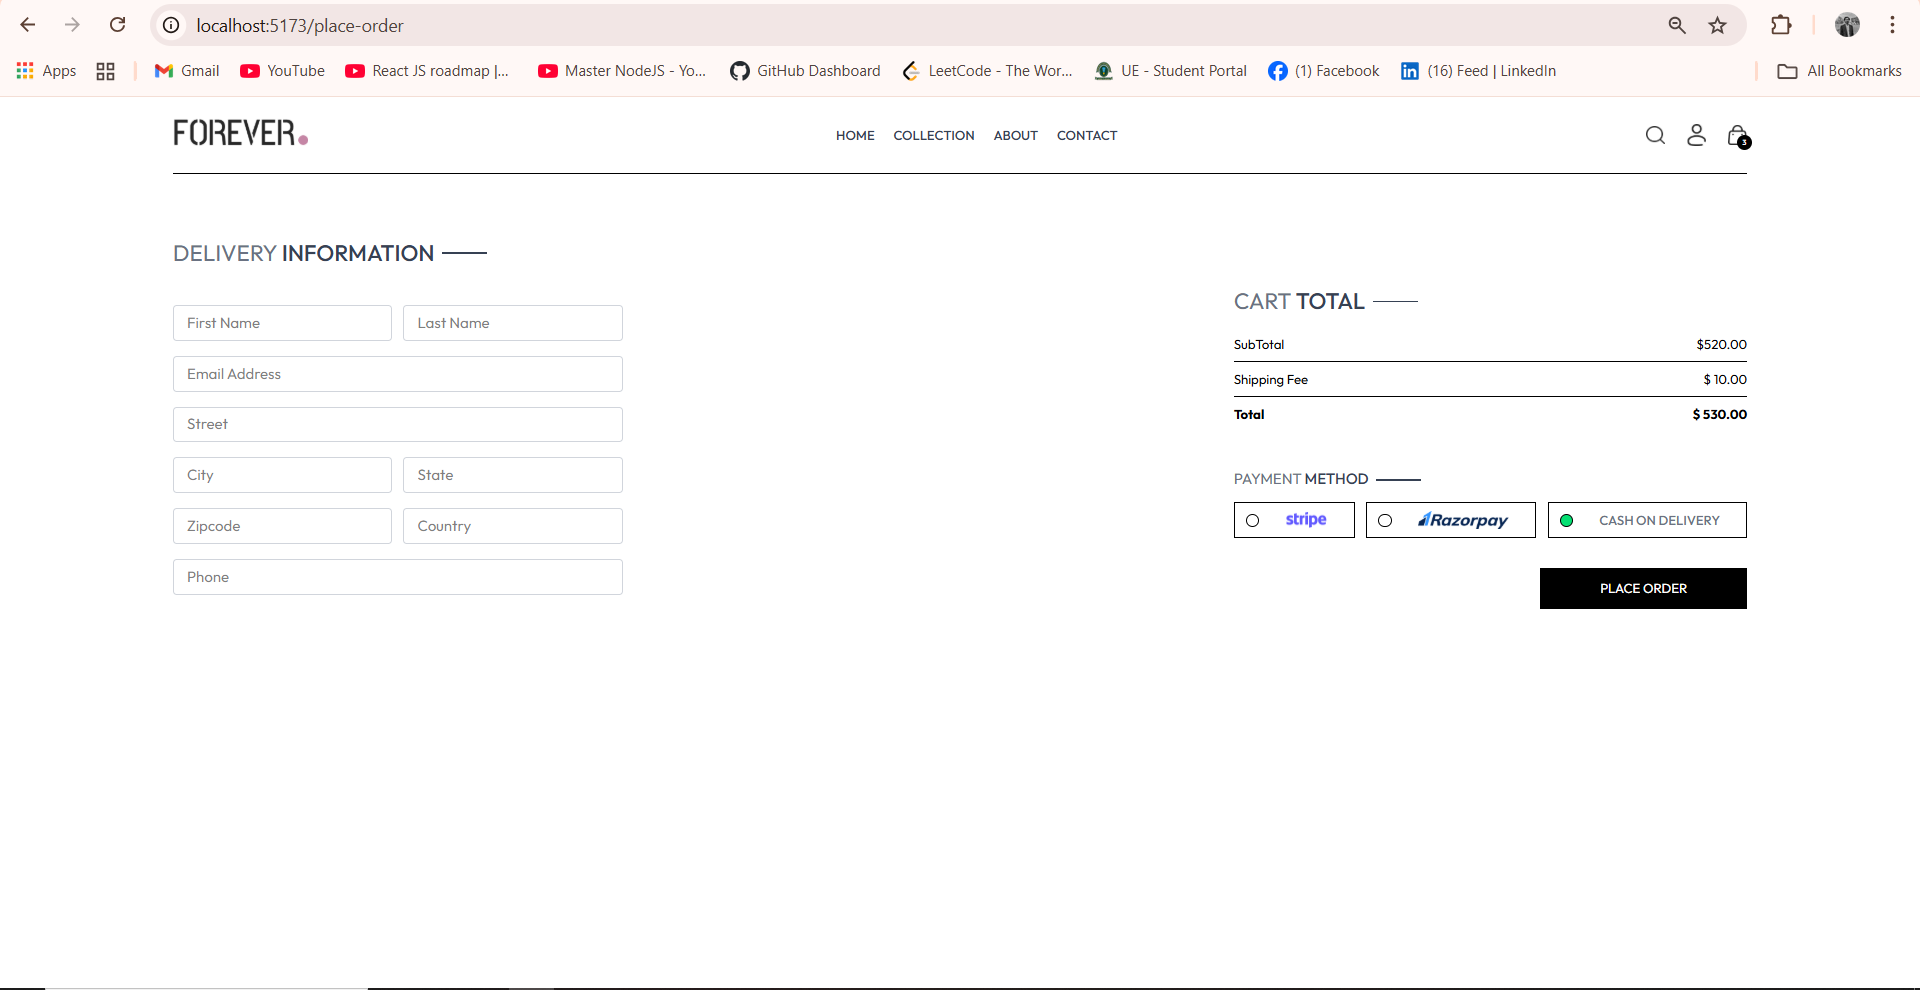 localhost:5173/place-order
Apps Gmail YouTube React JS roadmap |... Master NodeJS - Yo... GitHub Dashboard LeetCode - The Wor... UE - Student Portal (1) Facebook (16) Feed | LinkedIn All Bookmarks
FOREVER. HOME COLLECTION ABOUT CONTACT 3
DELIVERY INFORMATION
First Name Last Name
Email Address
Street
City State
Zipcode Country
Phone
CART TOTAL
SubTotal $520.00
Shipping Fee $ 10.00
Total $ 530.00
PAYMENT METHOD
stripe Razorpay CASH ON DELIVERY
PLACE ORDER